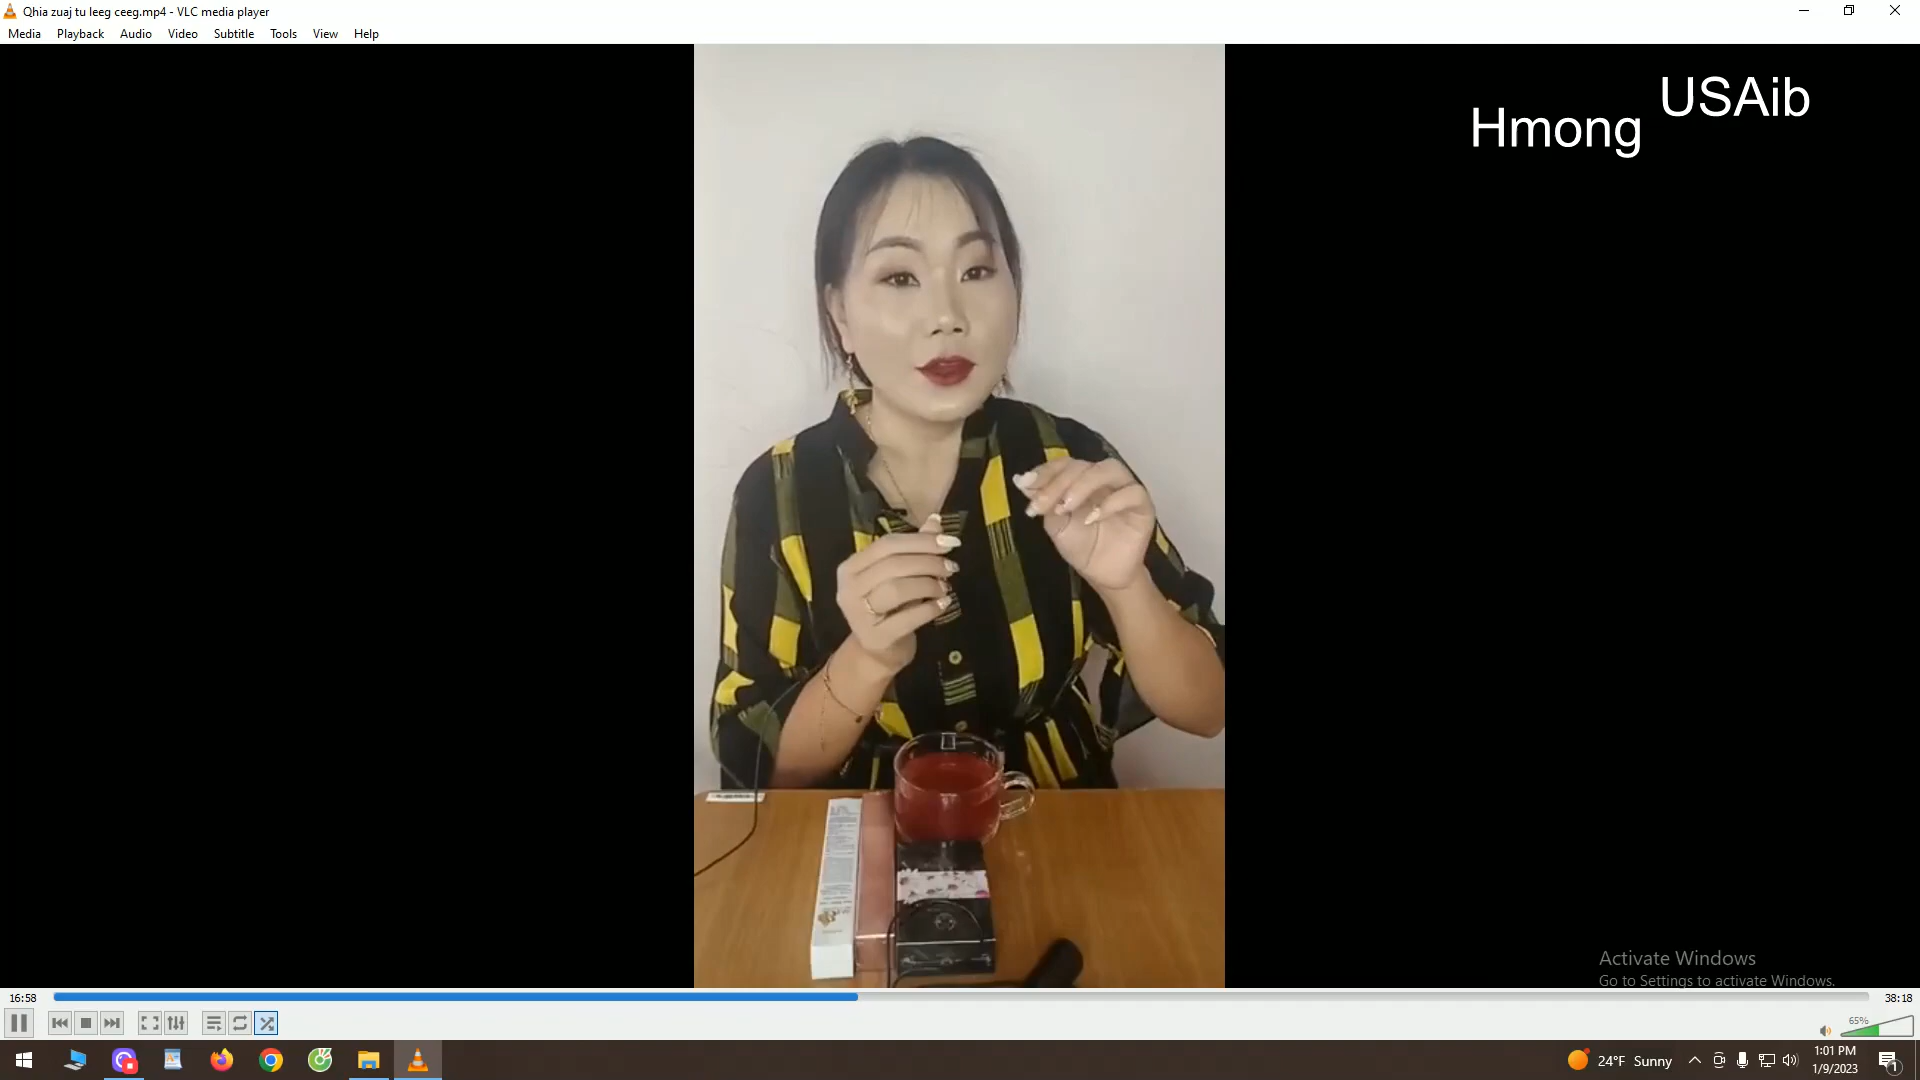 Qhia zuaj tu leeg ceeg.mp4 - VLC media player
Media Playback Audio Video Subtitle Tools View Help
USAib
Hmong
Activate Windows
Go to Settings to activate Windows.
16:58
38:18
65%
24°F Sunny
1:01 PM
1/9/2023
1